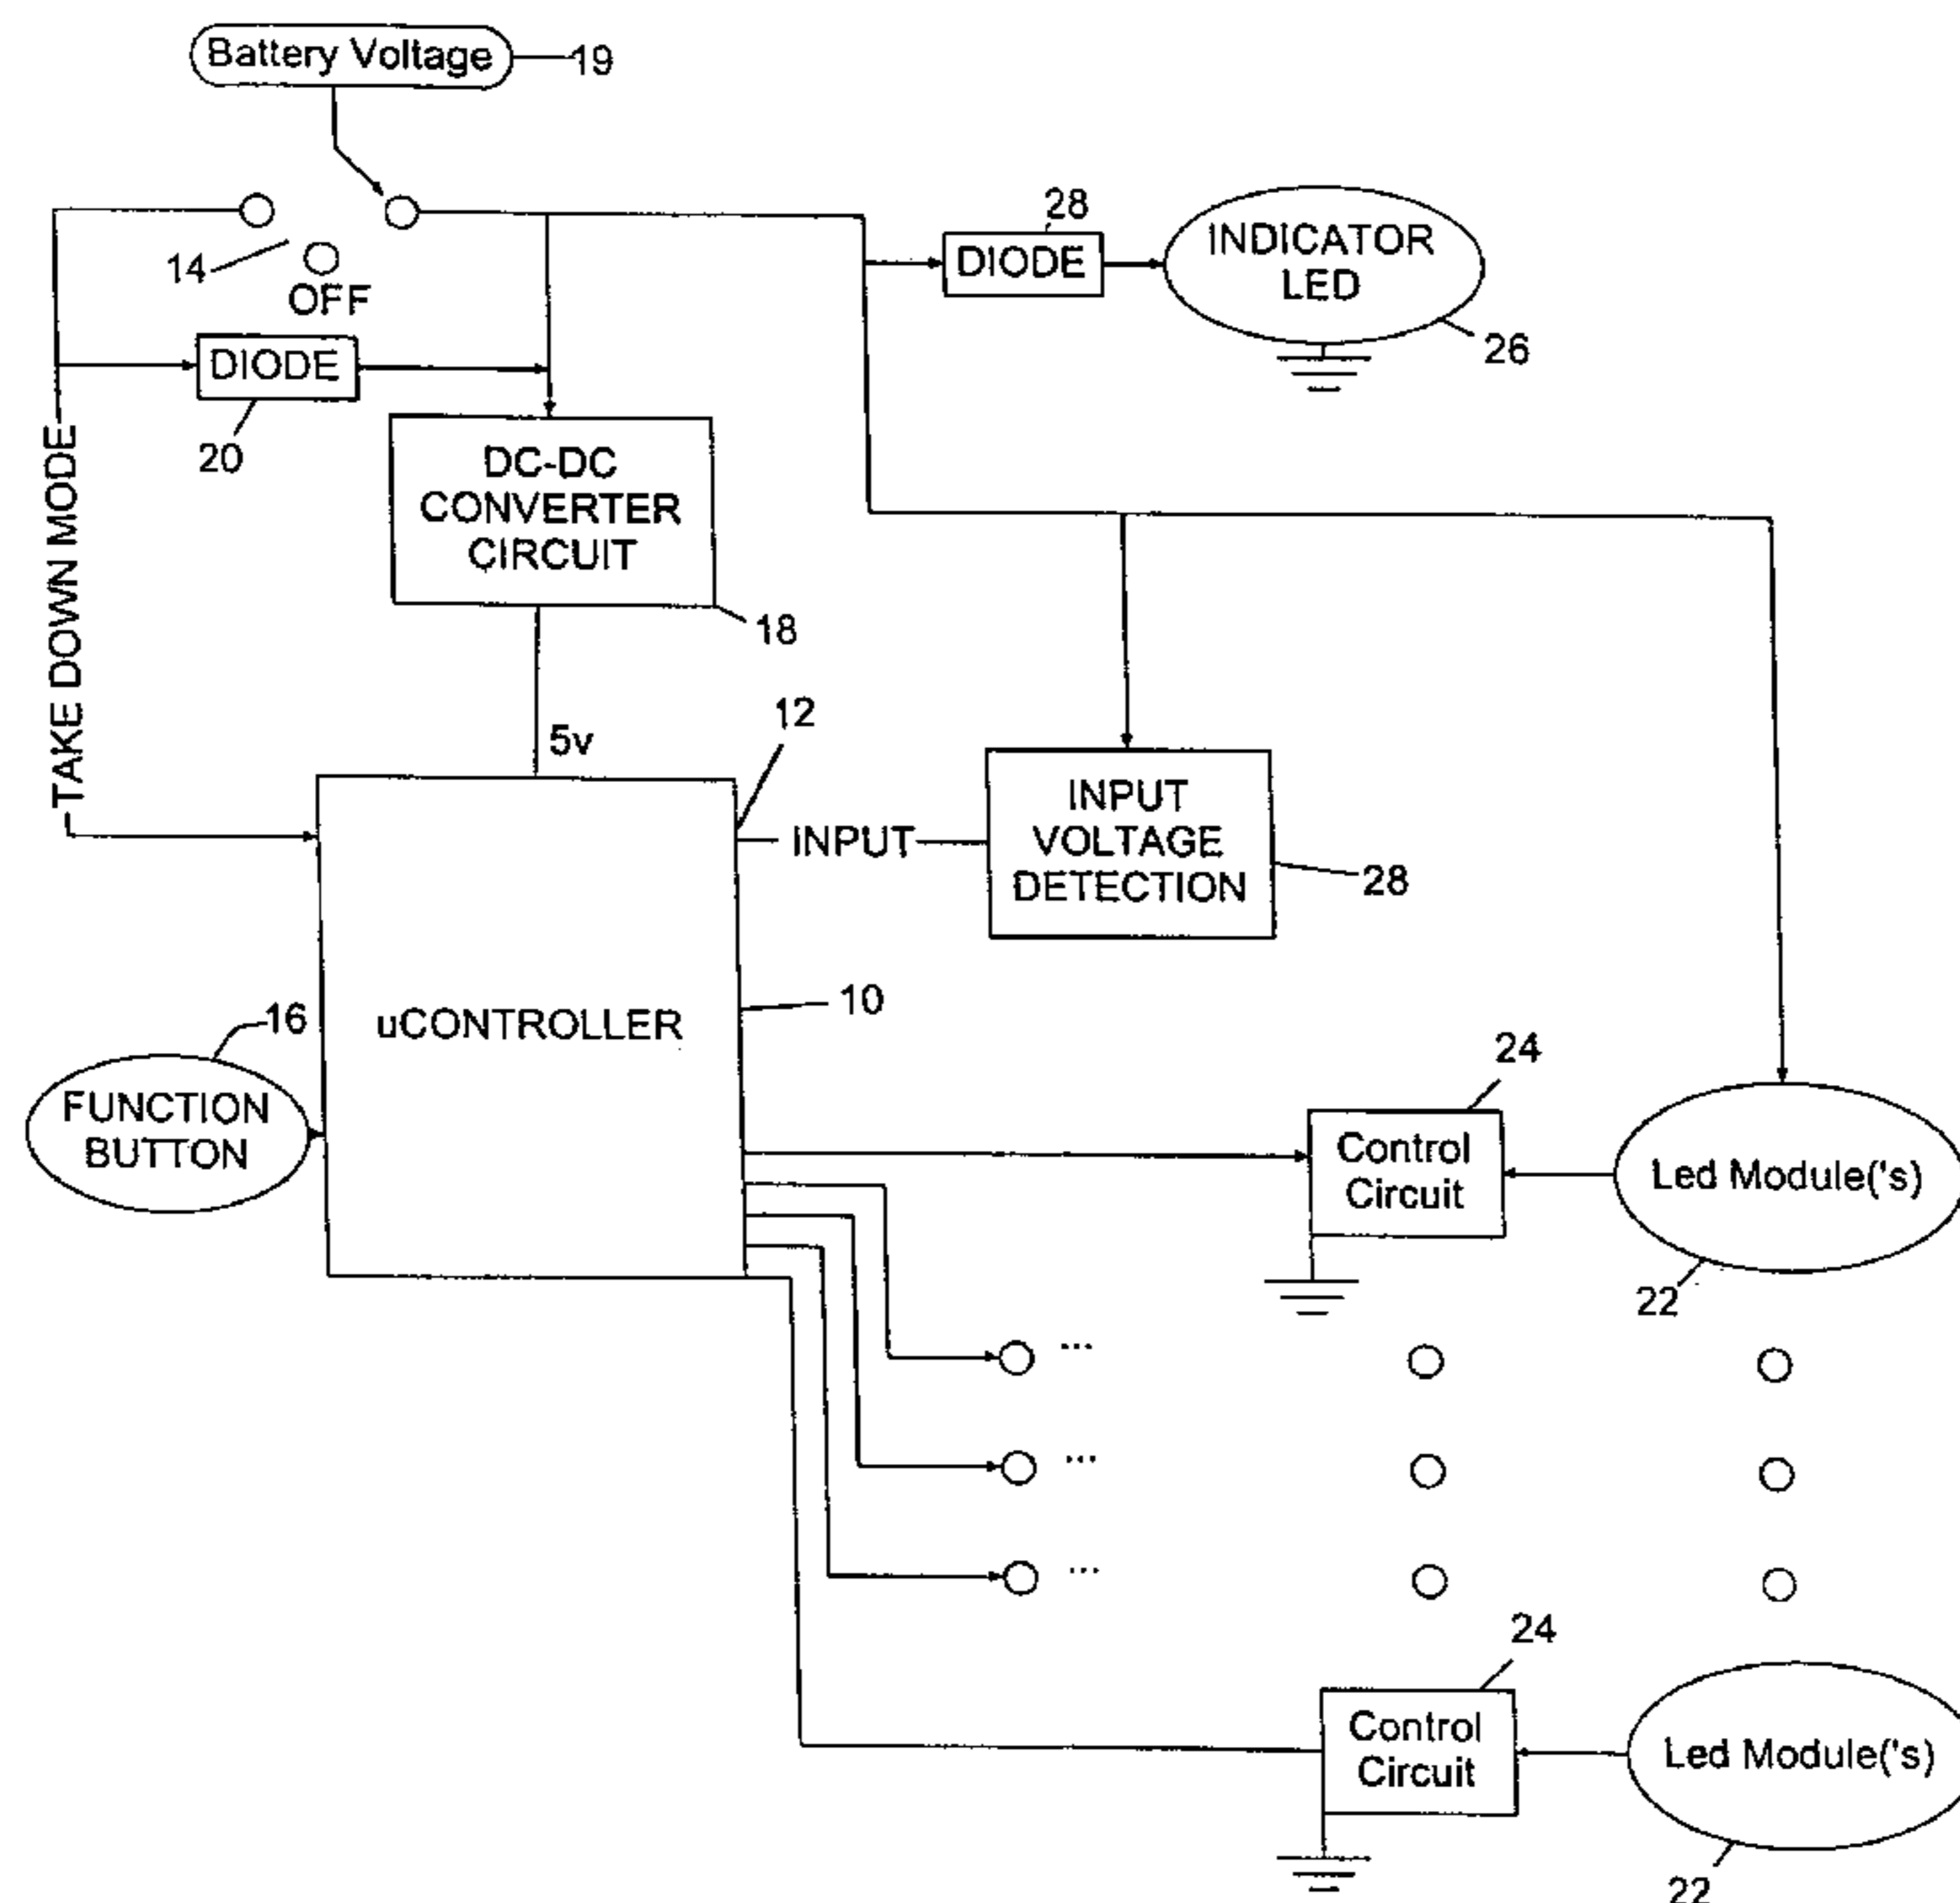 Battery Voltage
19
28
DIODE
INDICATOR
LED
26
14
OFF
DIODE
20
DC-DC
CONVERTER
CIRCUIT
18
TAKE DOWN MODE
5v
12
INPUT
INPUT
VOLTAGE
DETECTION
28
10
uCONTROLLER
16
FUNCTION
BUTTON
24
Control
Circuit
Led Module('s)
22
...
...
...
24
Control
Circuit
Led Module('s)
22